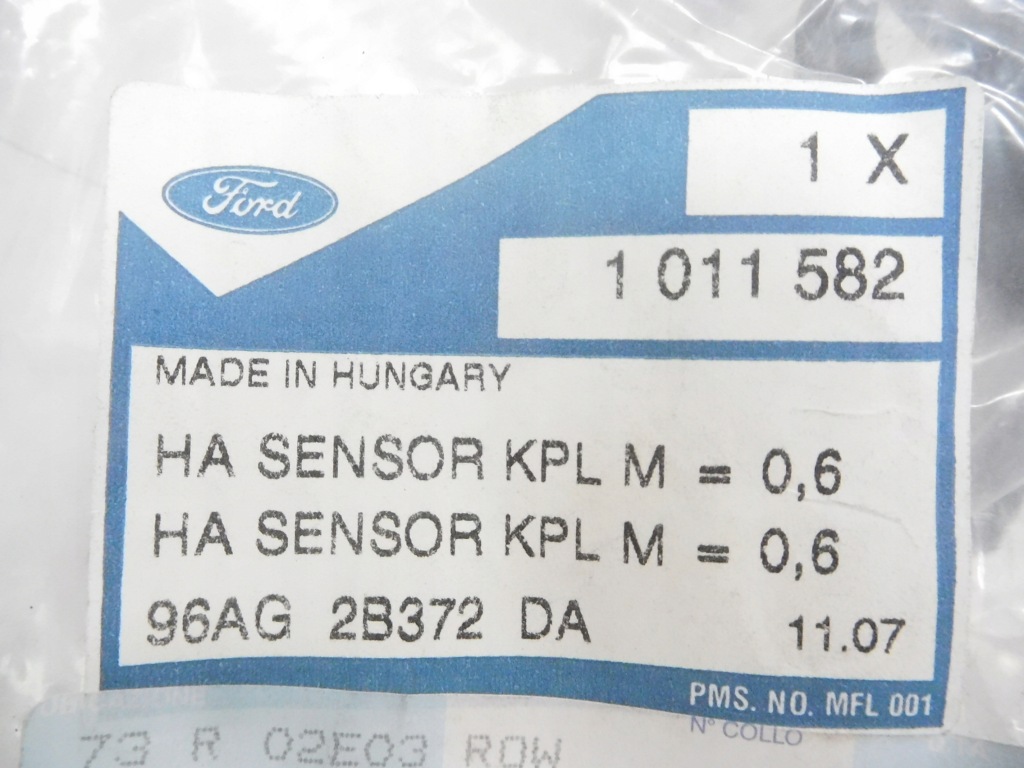 Ford
1 X
1 011 582
MADE IN HUNGARY
HA SENSOR KPL M = 0,6
HA SENSOR KPL M = 0,6
96AG 2B372 DA 11.07
PMS. NO. MFL 001
N° COLLO
73 R 02E03 ROW